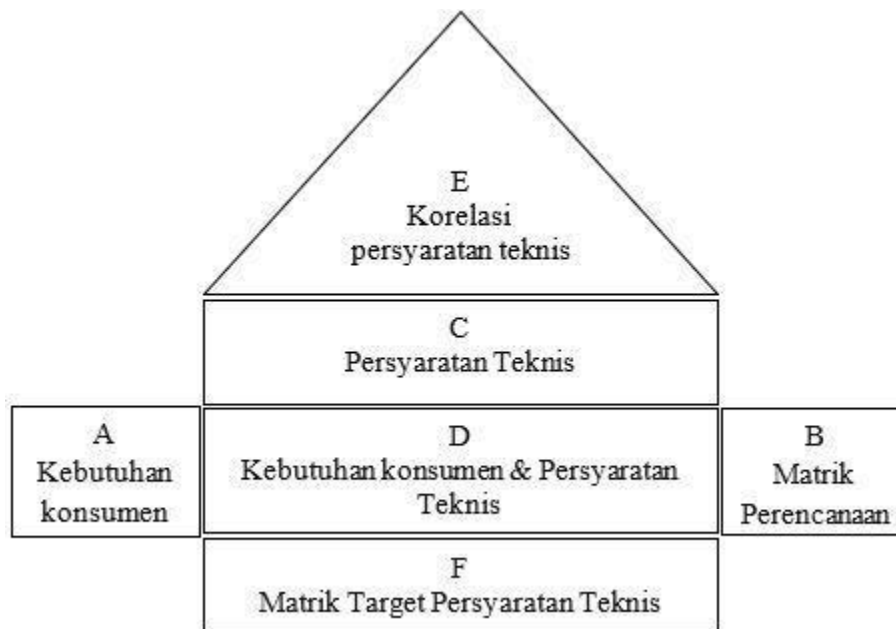 E
Korelasi
persyaratan teknis
C
Persyaratan Teknis
A
Kebutuhan
konsumen
D
Kebutuhan konsumen & Persyaratan
Teknis
B
Matrik
Perencanaan
F
Matrik Target Persyaratan Teknis